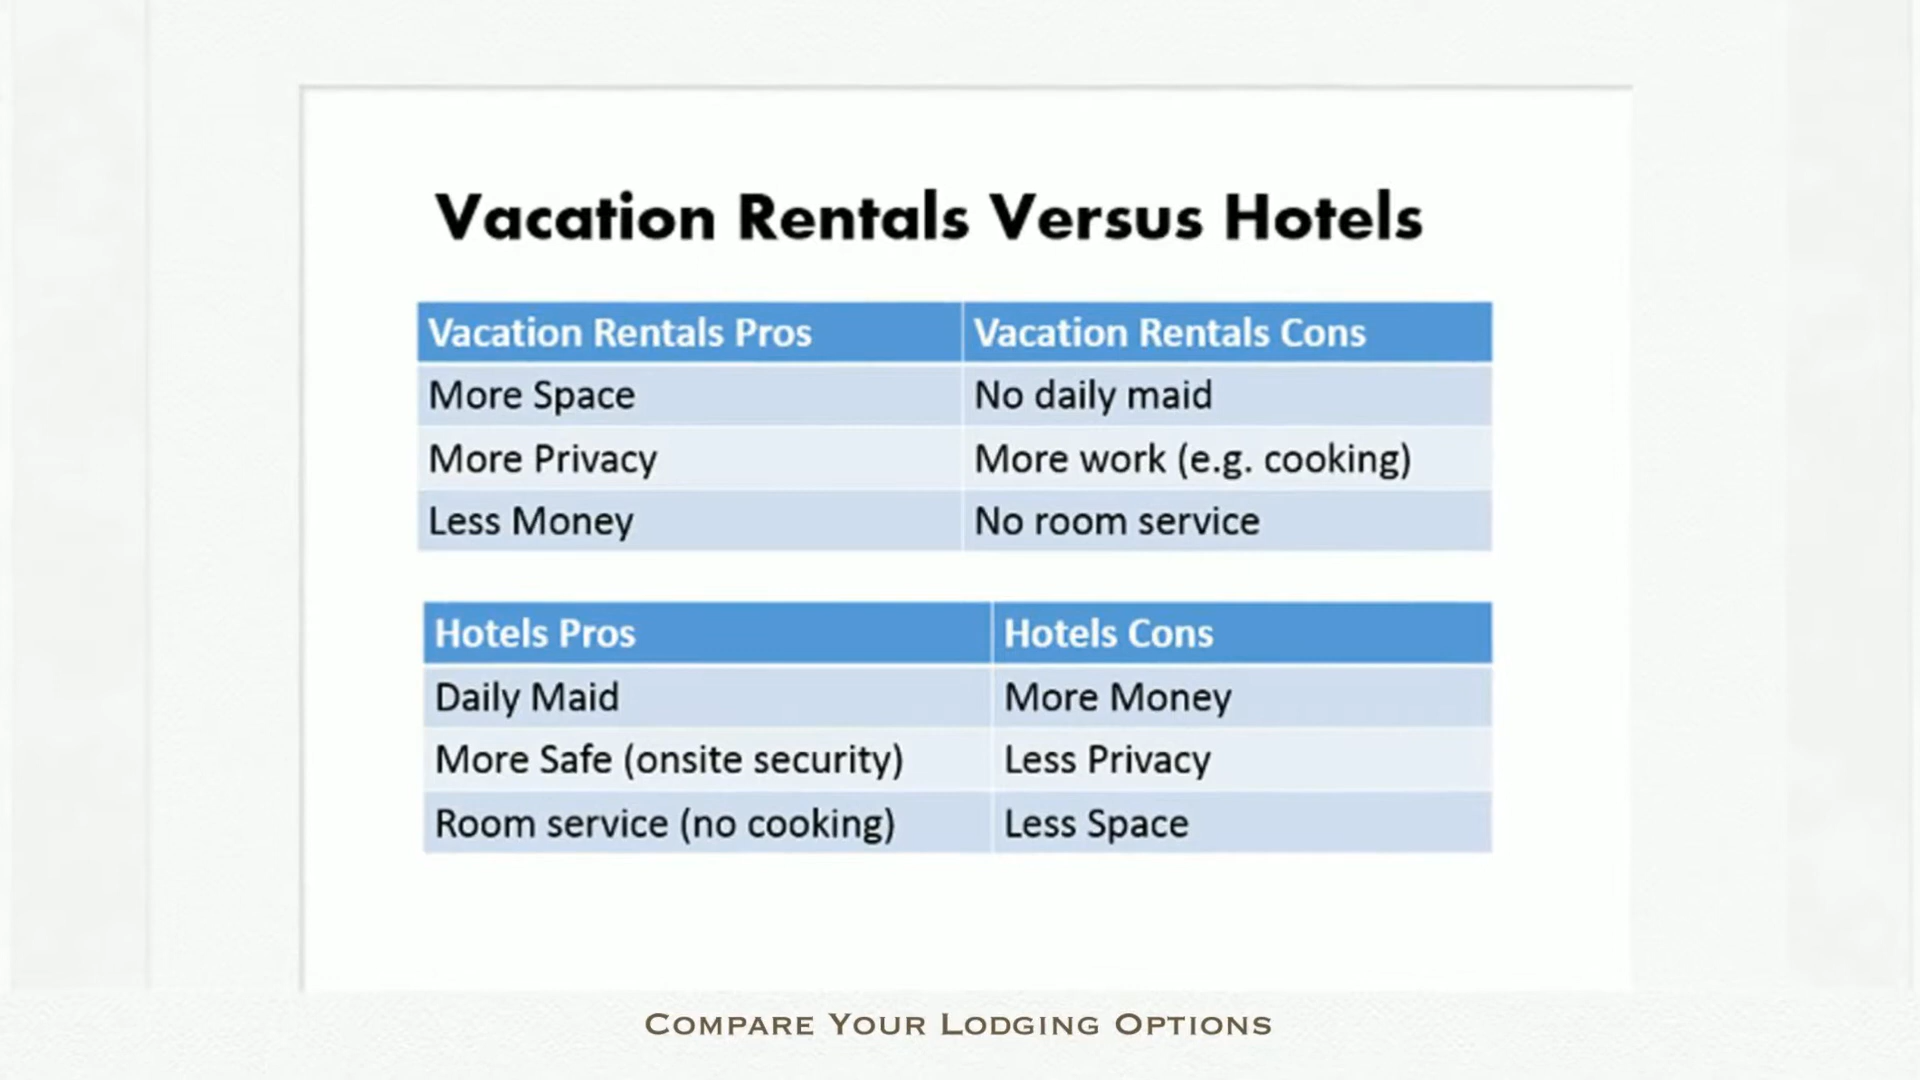 Vacation Rentals Versus Hotels
Vacation Rentals Pros Vacation Rentals Cons
More Space No daily maid
More Privacy More work (e.g. cooking)
Less Money No room service
Hotels Pros Hotels Cons
Daily Maid More Money
More Safe (onsite security) Less Privacy
Room service (no cooking) Less Space
Compare Your Lodging Options